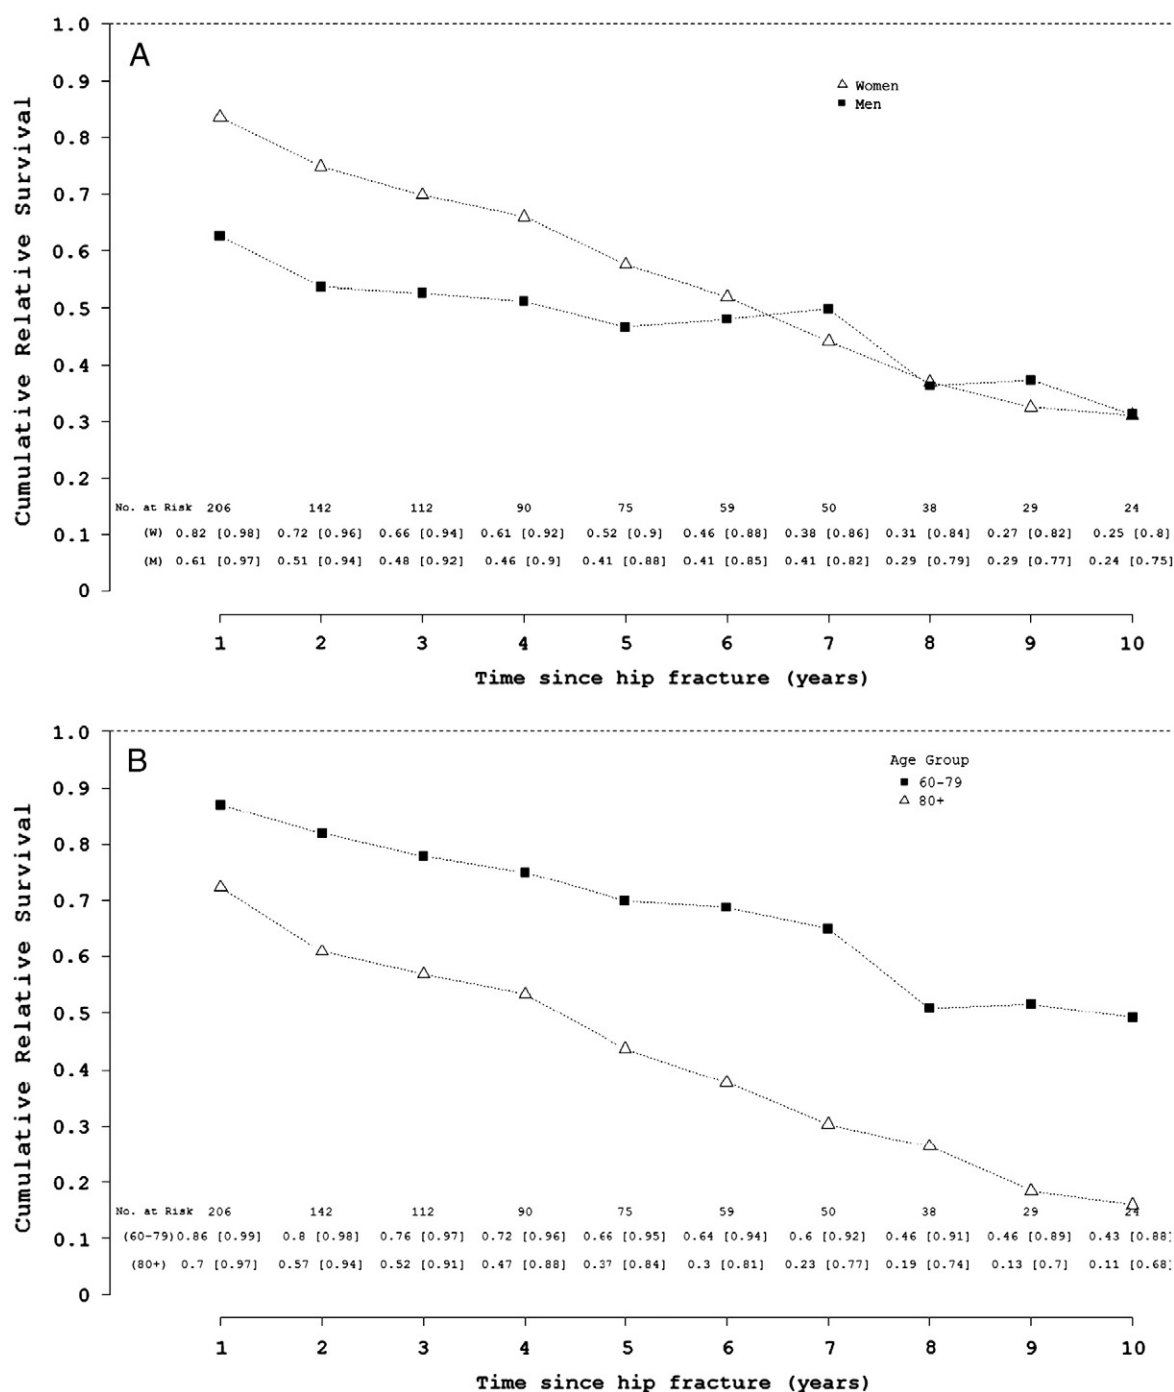 A
Women
Men
Cumulative Relative Survival
1.0
0.9
0.8
0.7
0.6
0.5
0.4
0.3
0.2
0.1
0
No. at Risk 206 142 112 90 75 59 50 38 29 24
(W) 0.82 [0.98] 0.72 [0.96] 0.66 [0.94] 0.61 [0.92] 0.52 [0.9] 0.46 [0.88] 0.38 [0.86] 0.31 [0.84] 0.27 [0.82] 0.25 [0.8]
(M) 0.61 [0.97] 0.51 [0.94] 0.48 [0.92] 0.46 [0.9] 0.41 [0.88] 0.41 [0.85] 0.41 [0.82] 0.29 [0.79] 0.29 [0.77] 0.24 [0.75]
1 2 3 4 5 6 7 8 9 10
Time since hip fracture (years)
B
Age Group
60-79
80+
Cumulative Relative Survival
1.0
0.9
0.8
0.7
0.6
0.5
0.4
0.3
0.2
0.1
0
No. at Risk 206 142 112 90 75 59 50 38 29 24
(60-79) 0.86 [0.99] 0.8 [0.98] 0.76 [0.97] 0.72 [0.96] 0.66 [0.95] 0.64 [0.94] 0.6 [0.92] 0.46 [0.91] 0.46 [0.89] 0.43 [0.88]
(80+) 0.7 [0.97] 0.57 [0.94] 0.52 [0.91] 0.47 [0.88] 0.37 [0.84] 0.3 [0.81] 0.23 [0.77] 0.19 [0.74] 0.13 [0.7] 0.11 [0.68]
1 2 3 4 5 6 7 8 9 10
Time since hip fracture (years)